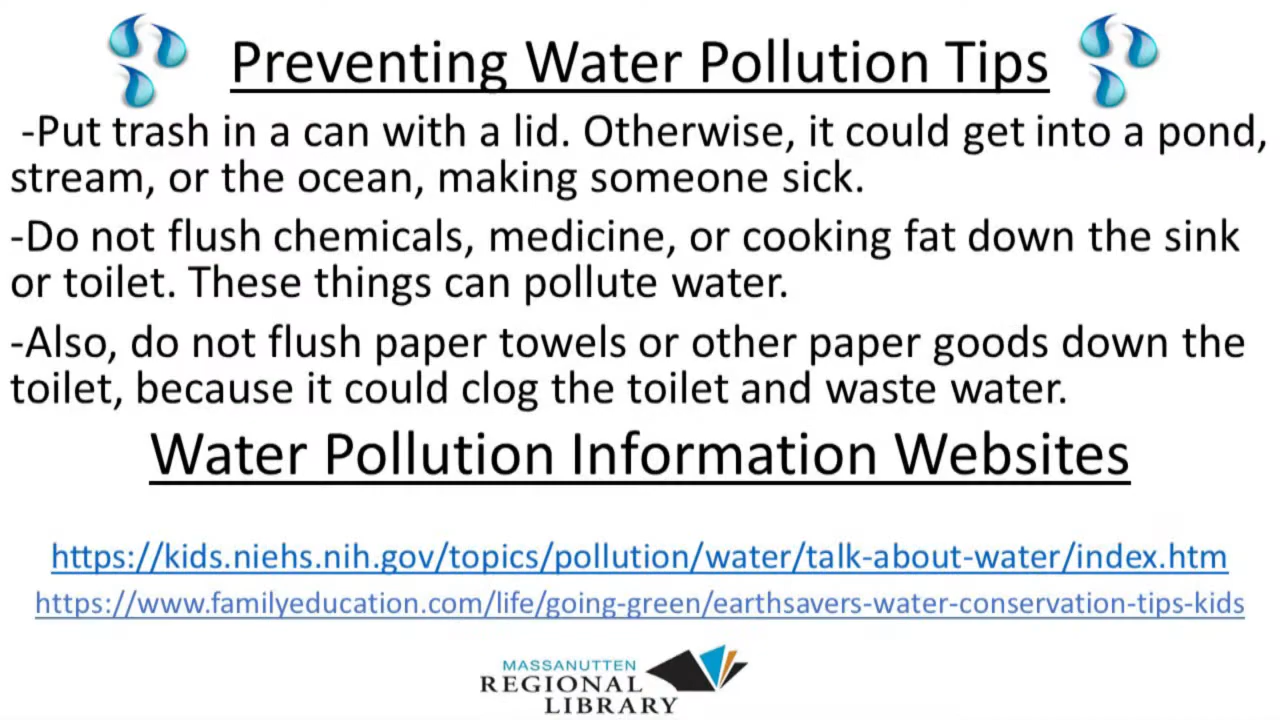 Preventing Water Pollution Tips
-Put trash in a can with a lid. Otherwise, it could get into a pond,
stream, or the ocean, making someone sick.
-Do not flush chemicals, medicine, or cooking fat down the sink
or toilet. These things can pollute water.
-Also, do not flush paper towels or other paper goods down the
toilet, because it could clog the toilet and waste water.
Water Pollution Information Websites
https://kids.niehs.nih.gov/topics/pollution/water/talk-about-water/index.htm
https://www.familyeducation.com/life/going-green/earthsavers-water-conservation-tips-kids
MASSANUTTEN
REGIONAL
LIBRARY